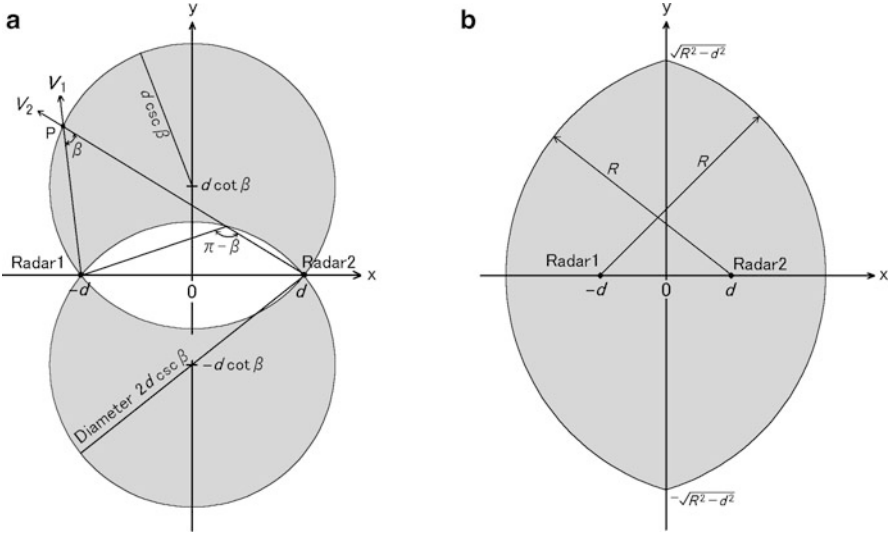 a
y
V₁
V₂
P
β
d csc β
d cot β
π − β
Radar1
Radar2
x
−d
0
d
−d cot β
Diameter 2d csc β
b
y
√R²−d²
R
R
Radar1
Radar2
x
−d
0
d
−√R²−d²